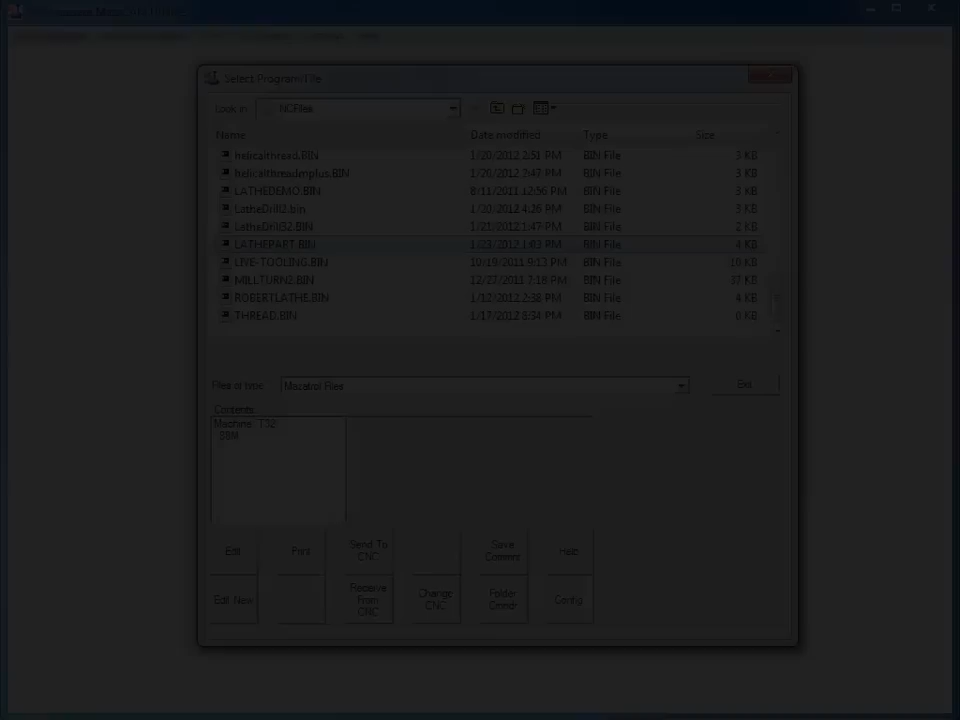 Select Program/File
Look in: NCFiles
Name Date modified Type Size
helicalthread.BIN 1/20/2012 2:51 PM BIN File 3 KB
helicalthreadmplus.BIN 1/20/2012 2:47 PM BIN File 3 KB
LATHEDEMO.BIN 8/11/2011 12:56 PM BIN File 3 KB
LatheDrill2.bin 1/20/2012 4:26 PM BIN File 3 KB
LatheDrill32.BIN 1/21/2012 1:47 PM BIN File 2 KB
LATHEPART.BIN 1/23/2012 1:03 PM BIN File 4 KB
LIVE-TOOLING.BIN 10/19/2011 9:13 PM BIN File 10 KB
MILLTURN2.BIN 12/27/2011 7:18 PM BIN File 37 KB
ROBERTLATHE.BIN 1/12/2012 2:38 PM BIN File 4 KB
THREAD.BIN 1/17/2012 8:34 PM BIN File 6 KB
Files of type: Mazatrol Files Exit
Contents
Machine: T32
Edit Print Send To CNC Save Commnt Help
Edit New Receive From CNC Change CNC Folder Cmndr Config